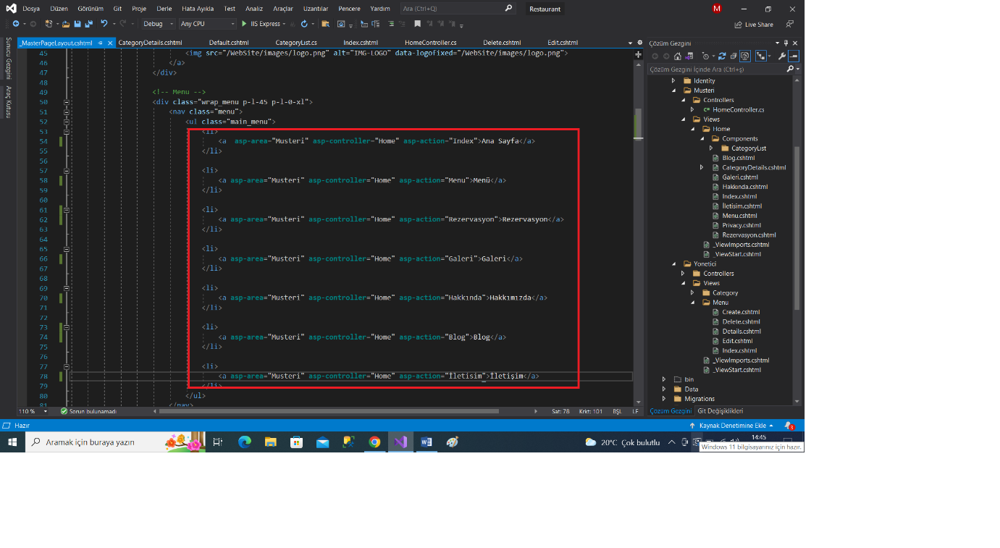 Dosya Düzen Görünüm Git Proje Derle Hata Ayıkla Test Analiz Araçlar Uzantılar Pencere Yardım Ara (Ctrl+Q) Restaurant M
Debug Any CPU IIS Express Live Share
Sunucu Gezgini
Araç Kutusu
_MasterPageLayout.cshtml CategoryDetails.cshtml Default.cshtml CategoryList.cs Index.cshtml HomeController.cs Delete.cshtml Edit.cshtml
45 <img src="/WebSite/images/logo.png" alt="IMG-LOGO" data-logofixed="/WebSite/images/logo.png">
46 </a>
47 </div>
48
49 <!-- Menu -->
50 <div class="wrap_menu p-l-45 p-l-0-xl">
51 <nav class="menu">
52 <ul class="main_menu">
53 <li>
54 <a  asp-area="Musteri" asp-controller="Home" asp-action="Index">Ana Sayfa</a>
55 </li>
56
57 <li>
58 <a asp-area="Musteri" asp-controller="Home" asp-action="Menu">Menü</a>
59 </li>
60
61 <li>
62 <a asp-area="Musteri" asp-controller="Home" asp-action="Rezervasyon">Rezervasyon</a>
63 </li>
64
65 <li>
66 <a asp-area="Musteri" asp-controller="Home" asp-action="Galeri">Galeri</a>
67 </li>
68
69 <li>
70 <a asp-area="Musteri" asp-controller="Home" asp-action="Hakkında">Hakkımızda</a>
71 </li>
72
73 <li>
74 <a asp-area="Musteri" asp-controller="Home" asp-action="Blog">Blog</a>
75 </li>
76
77 <li>
78 <a asp-area="Musteri" asp-controller="Home" asp-action="İletisim">İletişim</a>
79 </li>
80 </ul>
81 </nav>
110 % Sorun bulunamadı Sat: 78 Krkt: 101 BŞL LF
Çözüm Gezgini
Çözüm Gezgini İçinde Ara (Ctrl+ş)
Identity
Musteri
Controllers
C# HomeController.cs
Views
Home
Components
CategoryList
Blog.cshtml
CategoryDetails.cshtml
Galeri.cshtml
Hakkında.cshtml
Index.cshtml
İletisim.cshtml
Menu.cshtml
Privacy.cshtml
Rezervasyon.cshtml
_ViewImports.cshtml
_ViewStart.cshtml
Yonetici
Controllers
Views
Category
Menu
Create.cshtml
Delete.cshtml
Details.cshtml
Edit.cshtml
Index.cshtml
_ViewImports.cshtml
_ViewStart.cshtml
bin
Data
Migrations
Çözüm Gezgini Git Değişiklikleri
Hazır Kaynak Denetimine Ekle 3
Aramak için buraya yazın 20°C Çok bulutlu 14:45
Windows 11 bilgisayarınız için hazır.